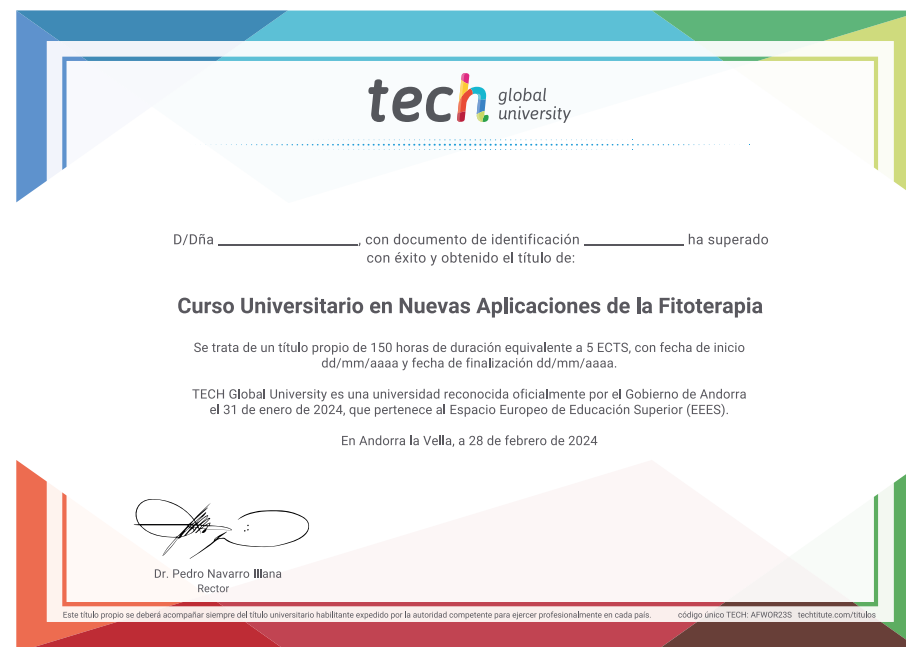 tech global university
D/Dña ____________________, con documento de identificación ______________ ha superado
con éxito y obtenido el título de:
Curso Universitario en Nuevas Aplicaciones de la Fitoterapia
Se trata de un título propio de 150 horas de duración equivalente a 5 ECTS, con fecha de inicio
dd/mm/aaaa y fecha de finalización dd/mm/aaaa.
TECH Global University es una universidad reconocida oficialmente por el Gobierno de Andorra
el 31 de enero de 2024, que pertenece al Espacio Europeo de Educación Superior (EEES).
En Andorra la Vella, a 28 de febrero de 2024
Dr. Pedro Navarro Illana
Rector
Este título propio se deberá acompañar siempre del título universitario habilitante expedido por la autoridad competente para ejercer profesionalmente en cada país. código único TECH: AFWOR23S techtitute.com/titulos